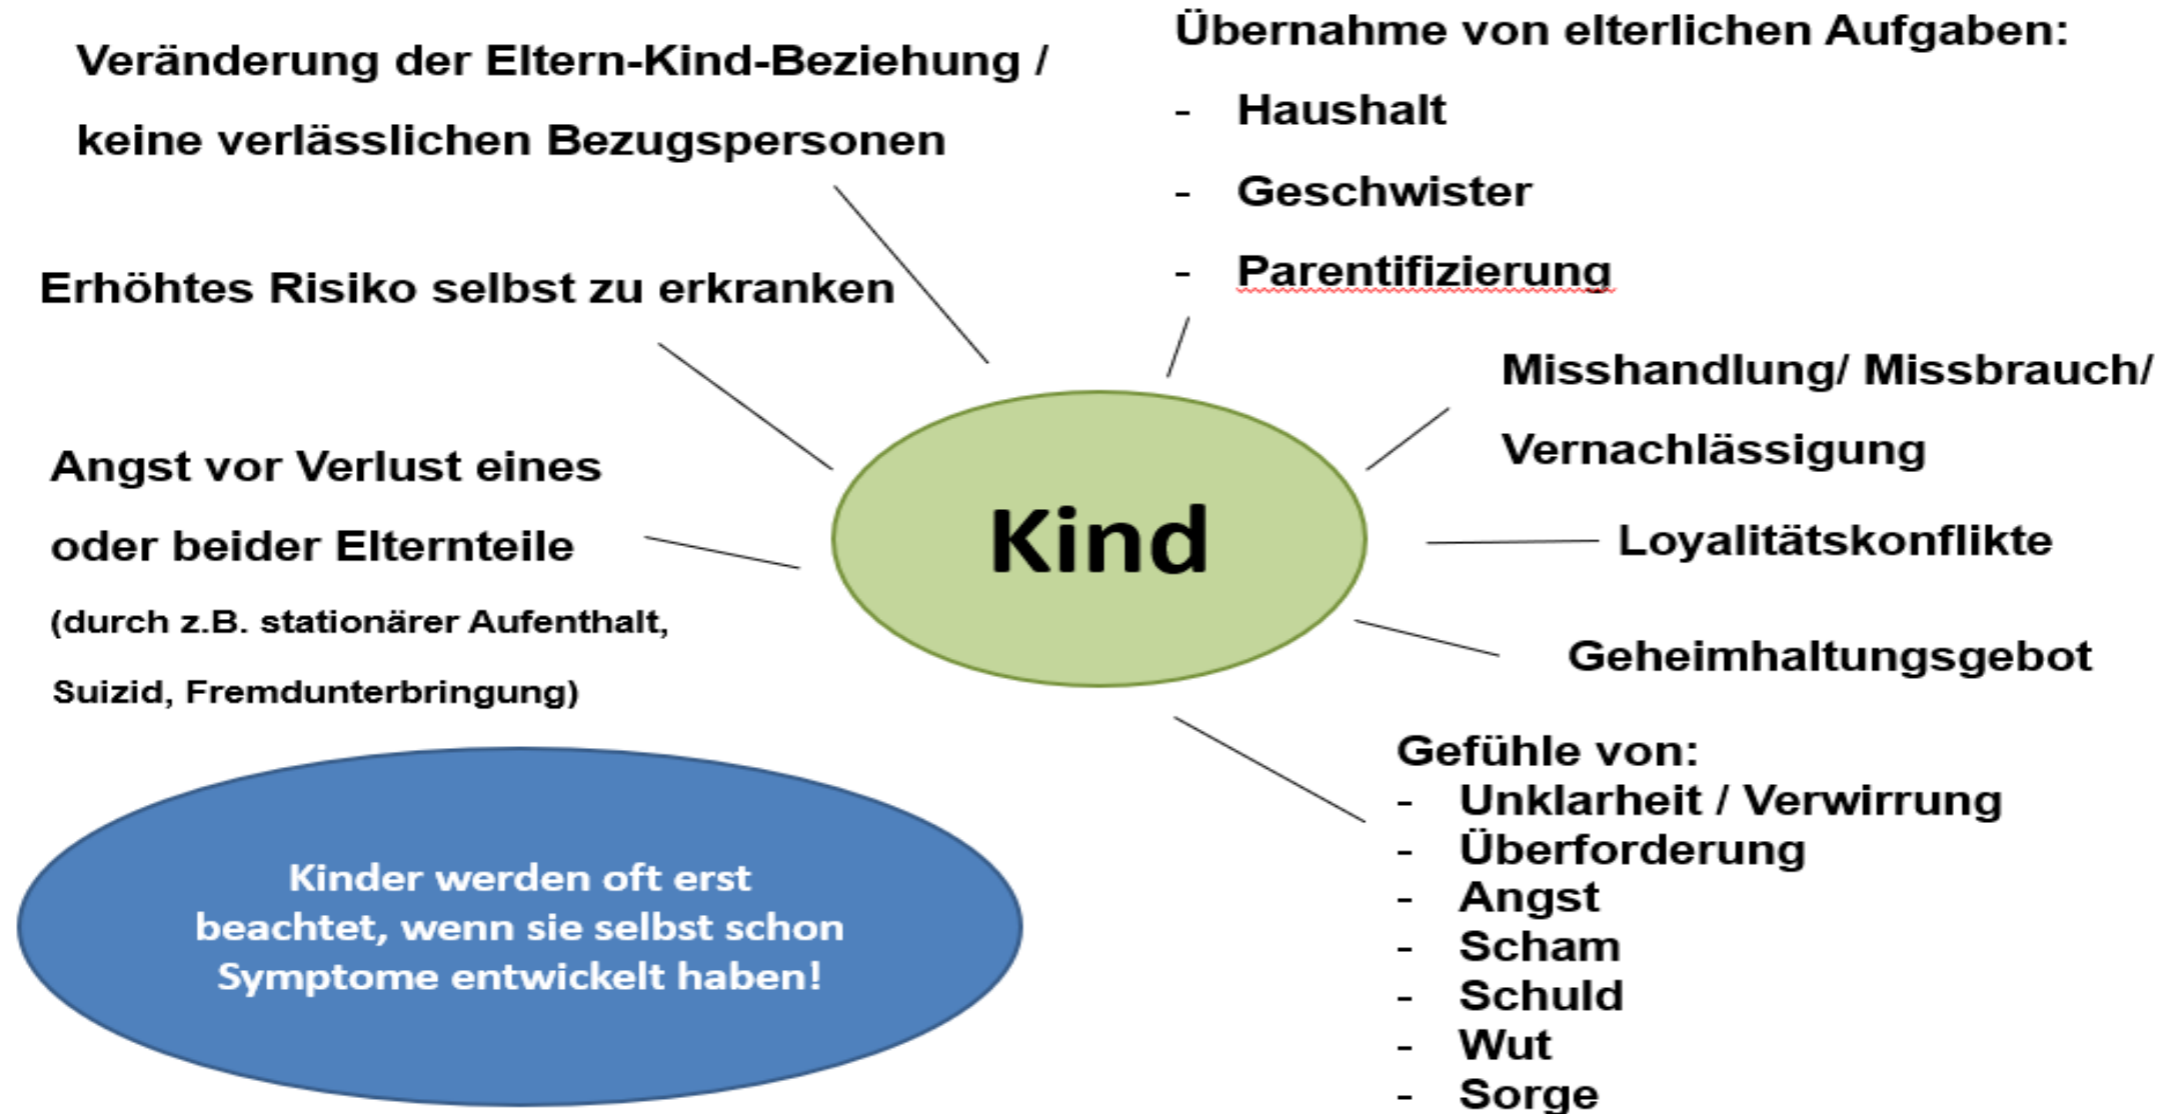 Veränderung der Eltern-Kind-Beziehung /
keine verlässlichen Bezugspersonen
Übernahme von elterlichen Aufgaben:
- Haushalt
- Geschwister
- Parentifizierung
Erhöhtes Risiko selbst zu erkranken
Misshandlung/ Missbrauch/
Vernachlässigung
Angst vor Verlust eines
oder beider Elternteile
(durch z.B. stationärer Aufenthalt,
Suizid, Fremdunterbringung)
Kind
Loyalitätskonflikte
Geheimhaltungsgebot
Gefühle von:
- Unklarheit / Verwirrung
- Überforderung
- Angst
- Scham
- Schuld
- Wut
- Sorge
Kinder werden oft erst
beachtet, wenn sie selbst schon
Symptome entwickelt haben!